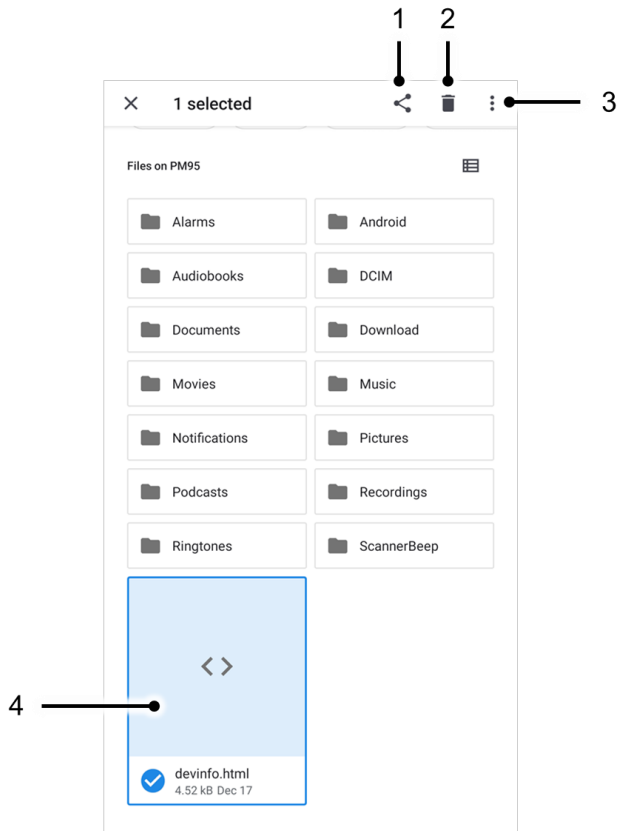 1 2
1 selected
3
Files on PM95
Alarms Android
Audiobooks DCIM
Documents Download
Movies Music
Notifications Pictures
Podcasts Recordings
Ringtones ScannerBeep
4
devinfo.html
4.52 kB Dec 17